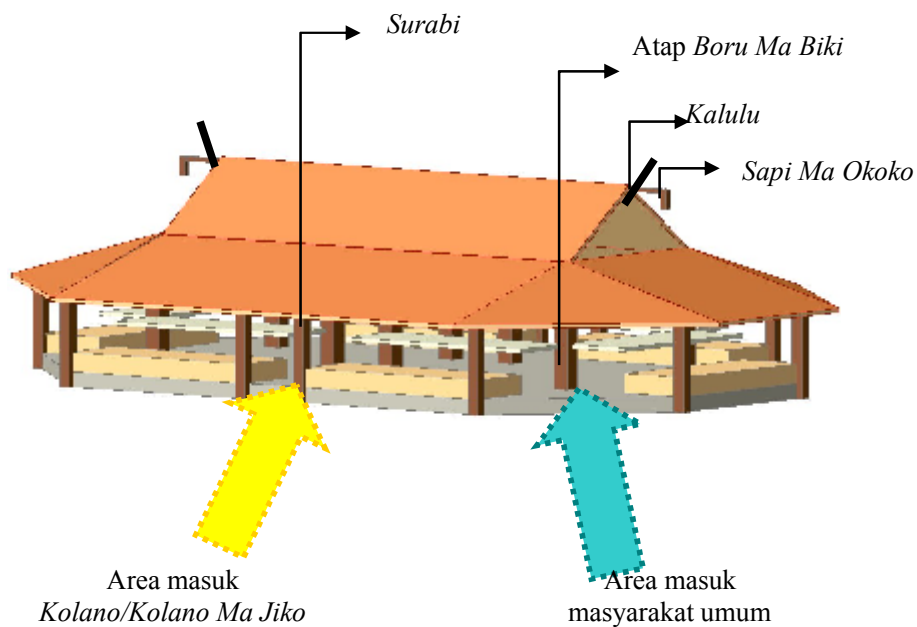 Surabi
Atap Boru Ma Biki
Kalulu
Sapi Ma Okoko
Area masuk
Kolano/Kolano Ma Jiko
Area masuk
masyarakat umum